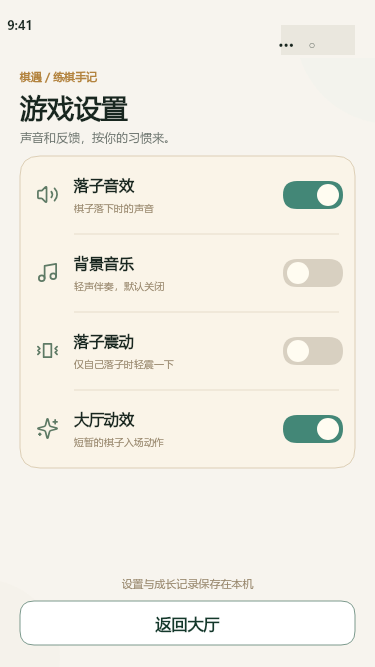 9:41
棋遇 / 练棋手记
游戏设置
声音和反馈，按你的习惯来。
落子音效
棋子落下时的声音
背景音乐
轻声伴奏，默认关闭
落子震动
仅自己落子时轻震一下
大厅动效
短暂的棋子入场动作
设置与成长记录保存在本机
返回大厅